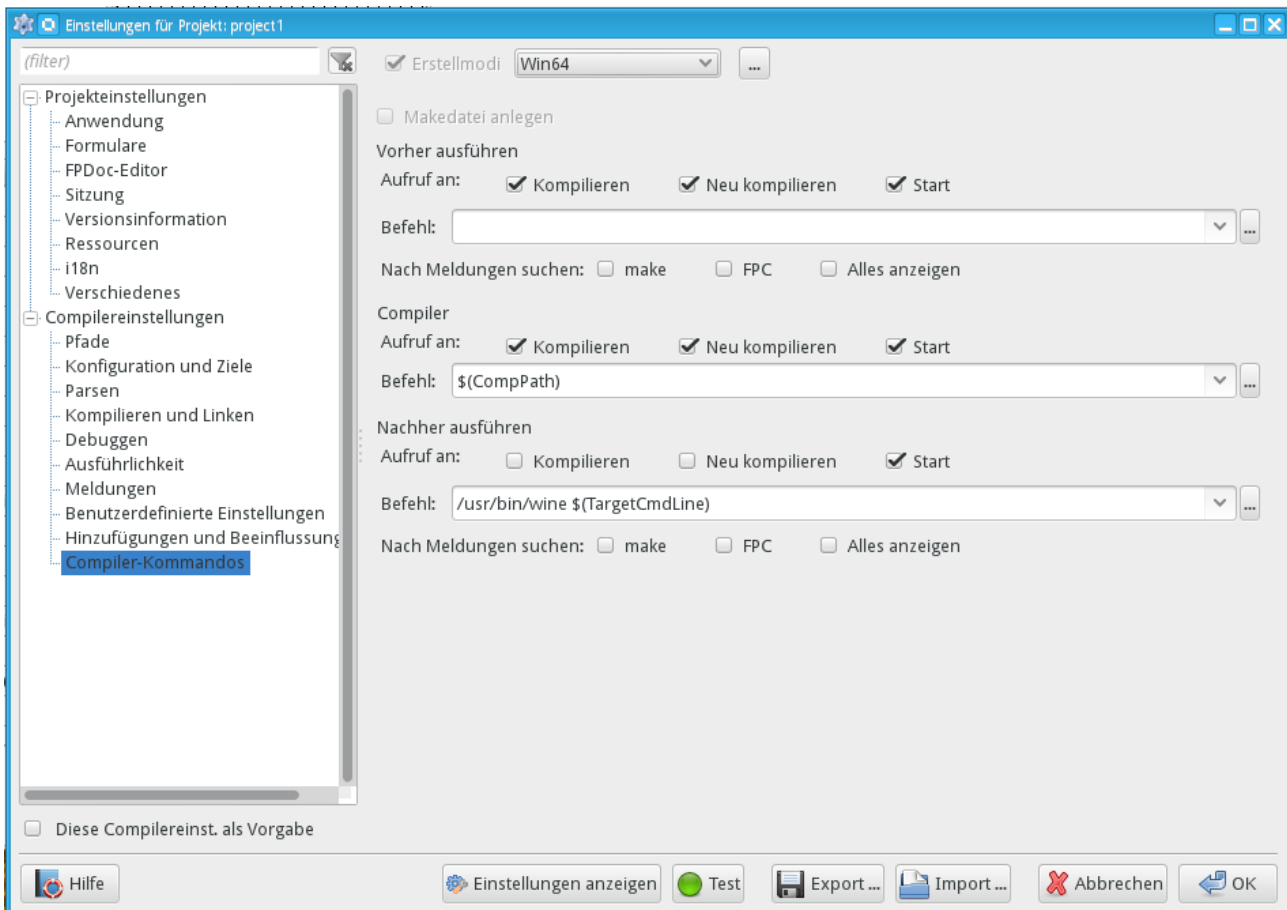 Einstellungen für Projekt: project1
(filter)
Erstellmodi Win64 ...
Projekteinstellungen
Anwendung
Formulare
FPDoc-Editor
Sitzung
Versionsinformation
Ressourcen
i18n
Verschiedenes
Compilereinstellungen
Pfade
Konfiguration und Ziele
Parsen
Kompilieren und Linken
Debuggen
Ausführlichkeit
Meldungen
Benutzerdefinierte Einstellungen
Hinzufügungen und Beeinflussung
Compiler-Kommandos
Makedatei anlegen
Vorher ausführen
Aufruf an: Kompilieren Neu kompilieren Start
Befehl: ...
Nach Meldungen suchen: make FPC Alles anzeigen
Compiler
Aufruf an: Kompilieren Neu kompilieren Start
Befehl: $(CompPath) ...
Nachher ausführen
Aufruf an: Kompilieren Neu kompilieren Start
Befehl: /usr/bin/wine $(TargetCmdLine) ...
Nach Meldungen suchen: make FPC Alles anzeigen
Diese Compilereinst. als Vorgabe
Hilfe Einstellungen anzeigen Test Export ... Import ... Abbrechen OK